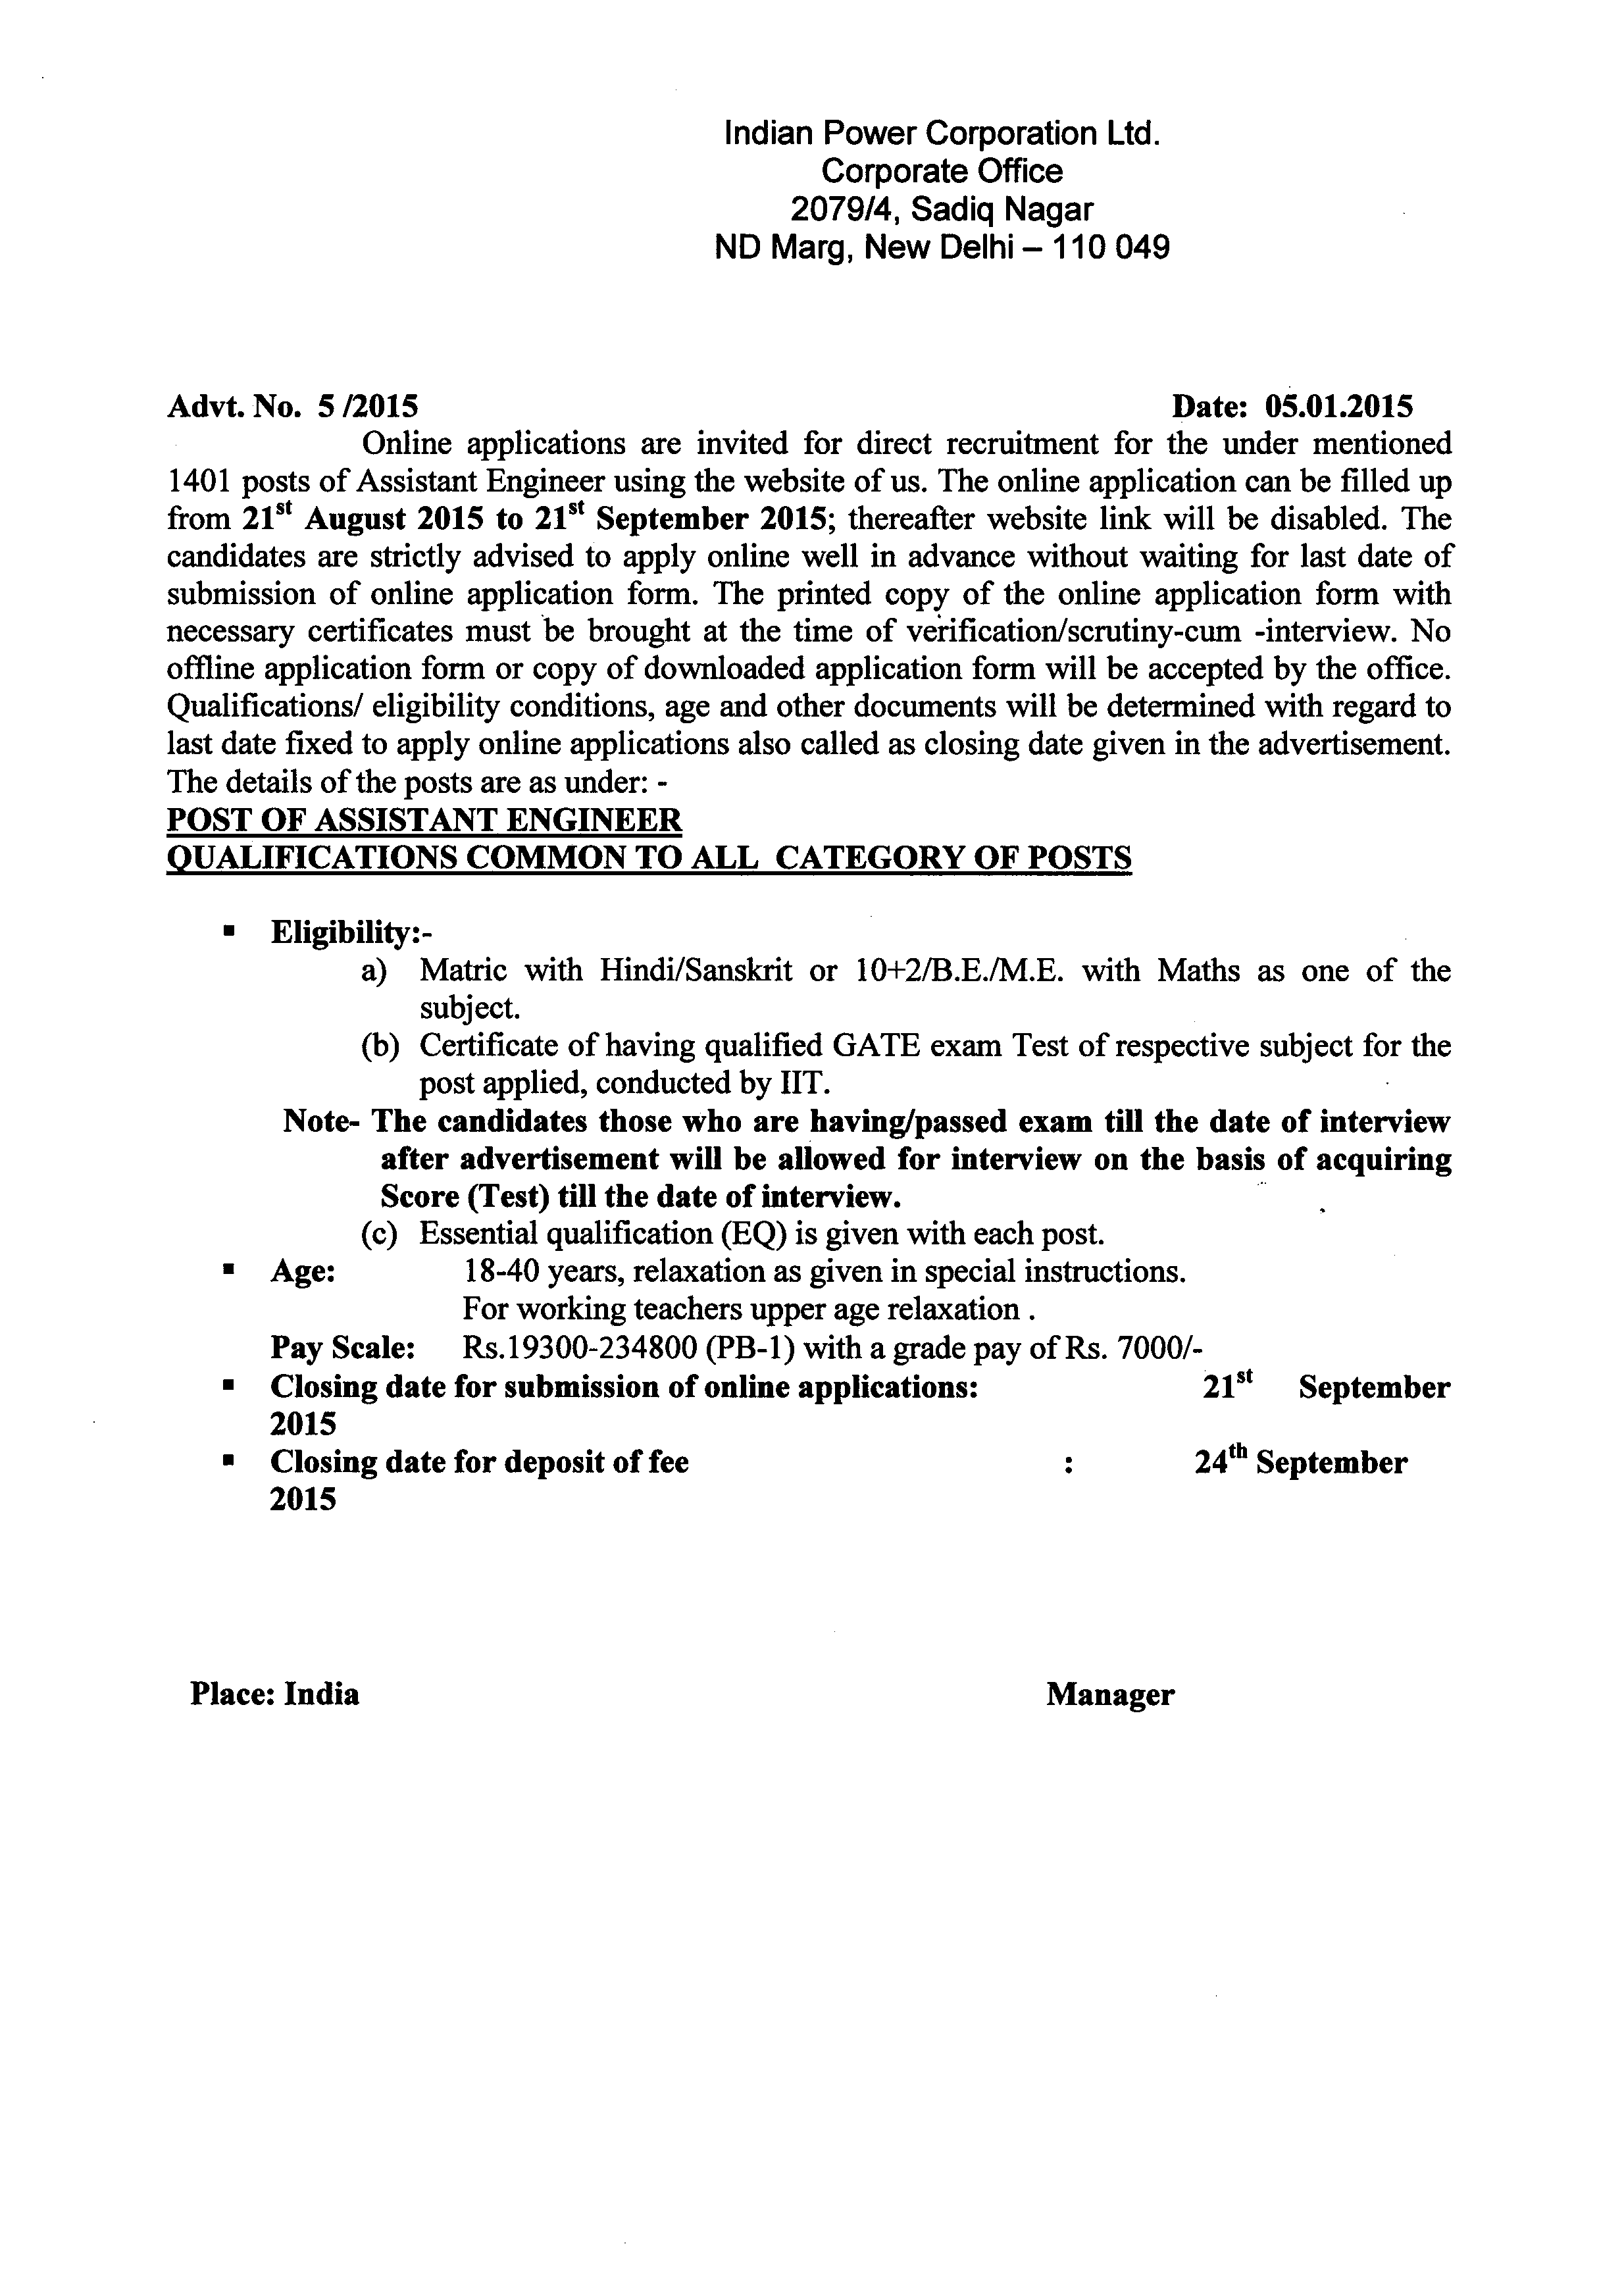 Indian Power Corporation Ltd.
Corporate Office
2079/4, Sadiq Nagar
ND Marg, New Delhi – 110 049
Advt. No. 5 /2015 Date: 05.01.2015
Online applications are invited for direct recruitment for the under mentioned
1401 posts of Assistant Engineer using the website of us. The online application can be filled up
from 21st August 2015 to 21st September 2015; thereafter website link will be disabled. The
candidates are strictly advised to apply online well in advance without waiting for last date of
submission of online application form. The printed copy of the online application form with
necessary certificates must be brought at the time of verification/scrutiny-cum -interview. No
offline application form or copy of downloaded application form will be accepted by the office.
Qualifications/ eligibility conditions, age and other documents will be determined with regard to
last date fixed to apply online applications also called as closing date given in the advertisement.
The details of the posts are as under: -
POST OF ASSISTANT ENGINEER
QUALIFICATIONS COMMON TO ALL CATEGORY OF POSTS
▪ Eligibility:-
a) Matric with Hindi/Sanskrit or 10+2/B.E./M.E. with Maths as one of the
subject.
(b) Certificate of having qualified GATE exam Test of respective subject for the
post applied, conducted by IIT.
Note- The candidates those who are having/passed exam till the date of interview
after advertisement will be allowed for interview on the basis of acquiring
Score (Test) till the date of interview.
(c) Essential qualification (EQ) is given with each post.
▪ Age: 18-40 years, relaxation as given in special instructions.
For working teachers upper age relaxation .
Pay Scale: Rs.19300-234800 (PB-1) with a grade pay of Rs. 7000/-
▪ Closing date for submission of online applications: 21st September
2015
▪ Closing date for deposit of fee : 24th September
2015
Place: India Manager